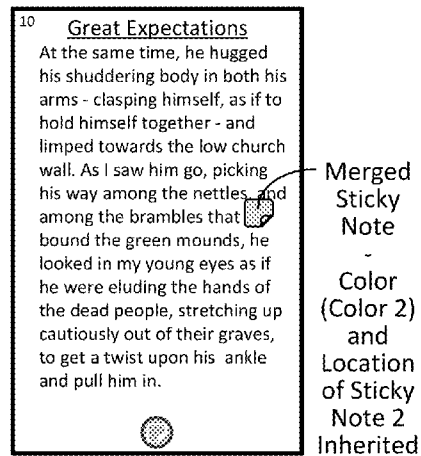 10
Great Expectations
At the same time, he hugged
his shuddering body in both his
arms - clasping himself, as if to
hold himself together - and
limped towards the low church
wall. As I saw him go, picking
his way among the nettles, and
among the brambles that
bound the green mounds, he
looked in my young eyes as if
he were eluding the hands of
the dead people, stretching up
cautiously out of their graves,
to get a twist upon his ankle
and pull him in.
Merged
Sticky
Note
-
Color
(Color 2)
and
Location
of Sticky
Note 2
Inherited